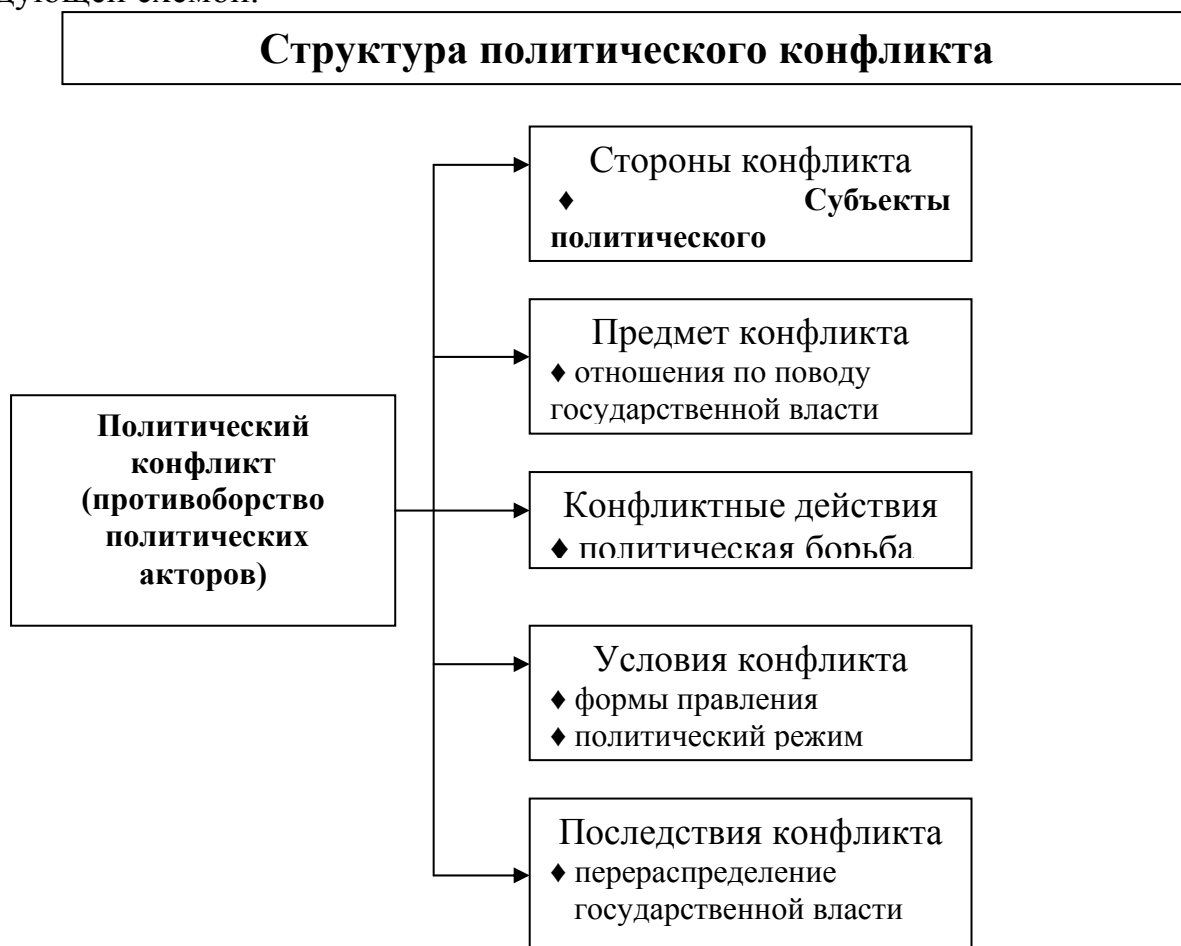 Структура политического конфликта
Стороны конфликта
♦ Субъекты
политического
Предмет конфликта
♦ отношения по поводу
государственной власти
Политический
конфликт
(противоборство
политических
акторов)
Конфликтные действия
♦ политическая борьба
Условия конфликта
♦ формы правления
♦ политический режим
Последствия конфликта
♦ перераспределение
государственной власти